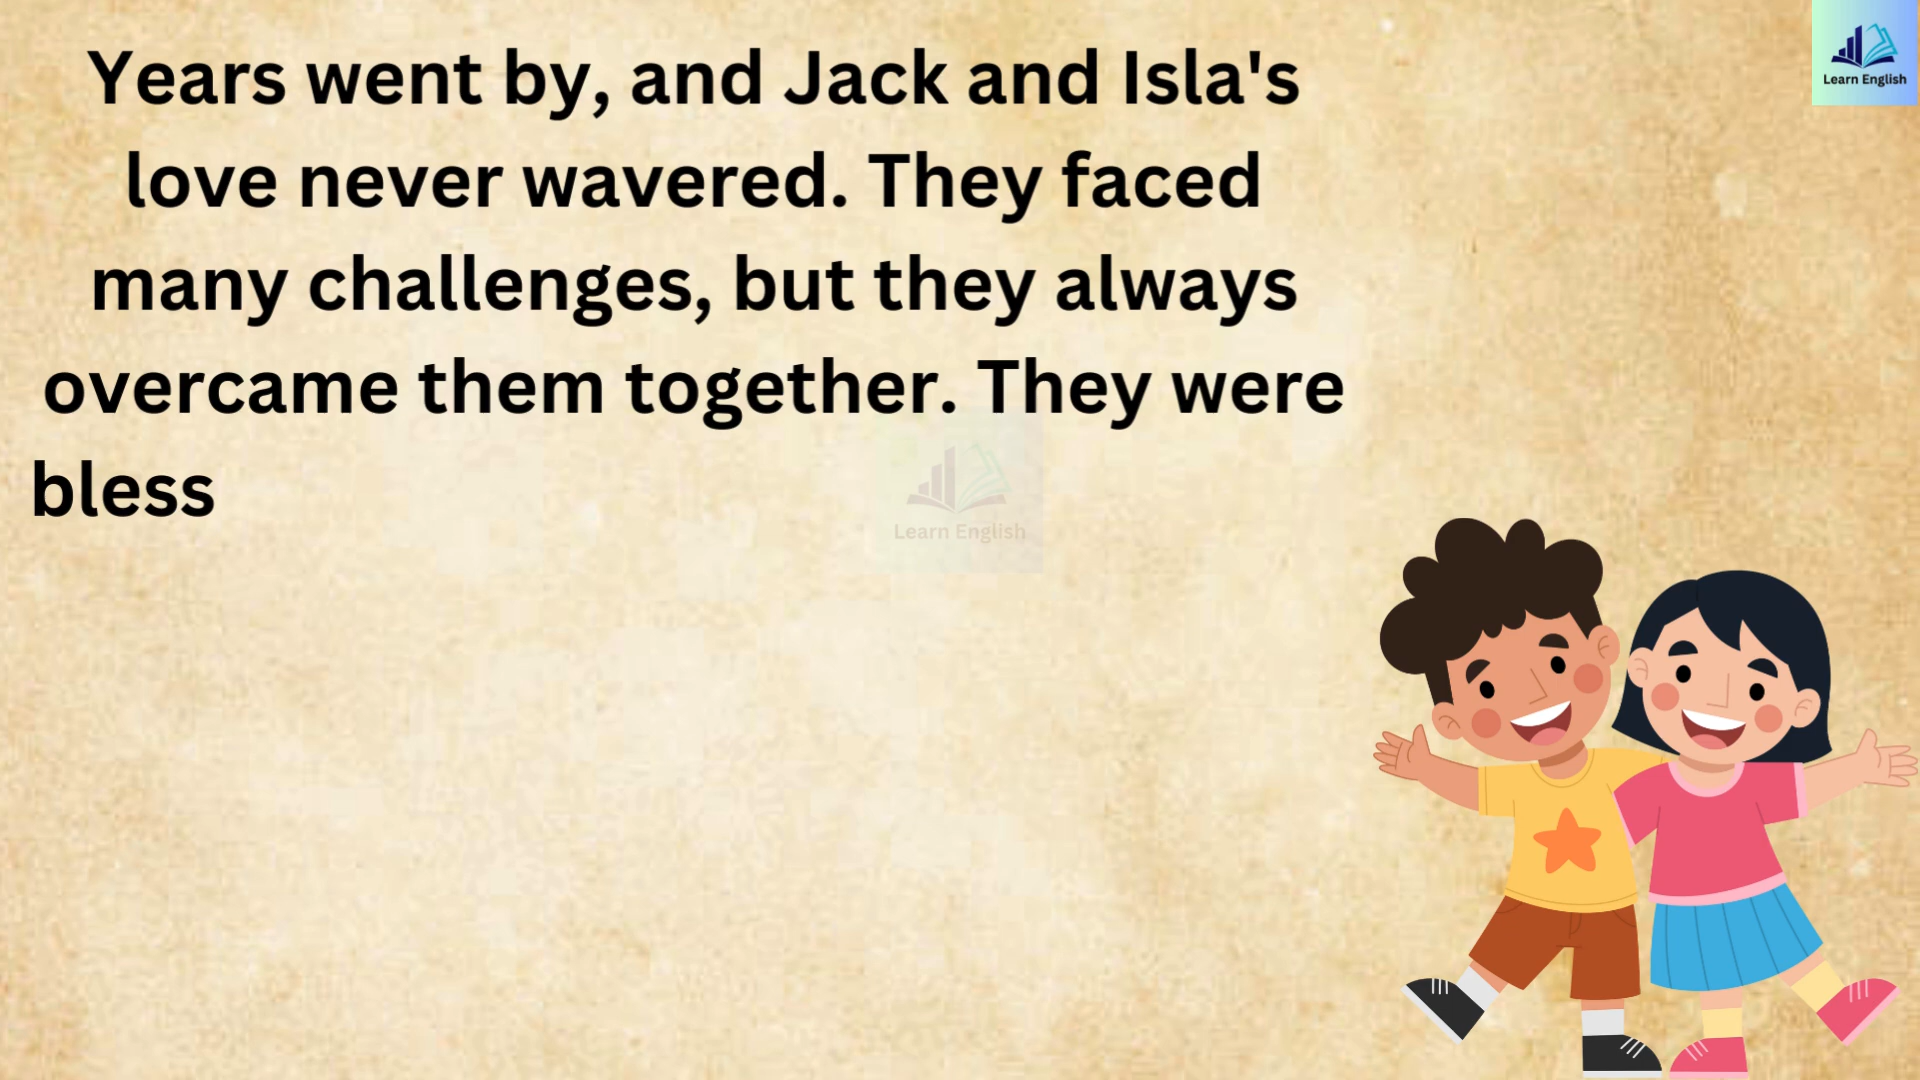 Years went by, and Jack and Isla's
love never wavered. They faced
many challenges, but they always
overcame them together. They were
bless
Learn English
Learn English